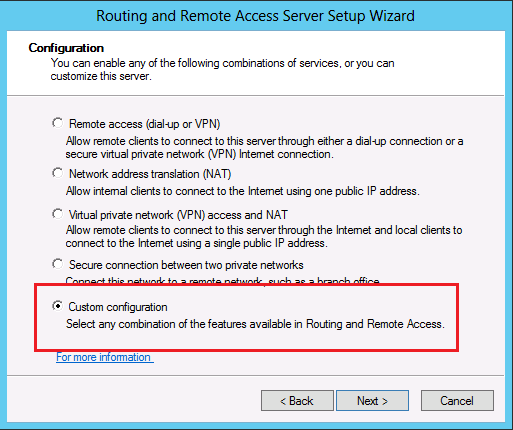 Routing and Remote Access Server Setup Wizard
Configuration
You can enable any of the following combinations of services, or you can
customize this server.
Remote access (dial-up or VPN)
Allow remote clients to connect to this server through either a dial-up connection or a
secure virtual private network (VPN) Internet connection.
Network address translation (NAT)
Allow internal clients to connect to the Internet using one public IP address.
Virtual private network (VPN) access and NAT
Allow remote clients to connect to this server through the Internet and local clients to
connect to the Internet using a single public IP address.
Secure connection between two private networks
Connect this network to a remote network, such as a branch office.
Custom configuration
Select any combination of the features available in Routing and Remote Access.
For more information
< Back
Next >
Cancel